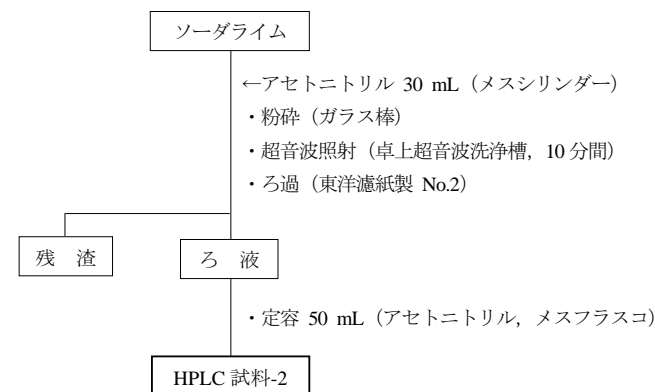 ソーダライム
←アセトニトリル 30 mL（メスシリンダー）
・粉砕（ガラス棒）
・超音波照射（卓上超音波洗浄槽，10 分間）
・ろ過（東洋濾紙製 No.2）
残　渣
ろ　液
・定容 50 mL（アセトニトリル，メスフラスコ）
HPLC 試料-2